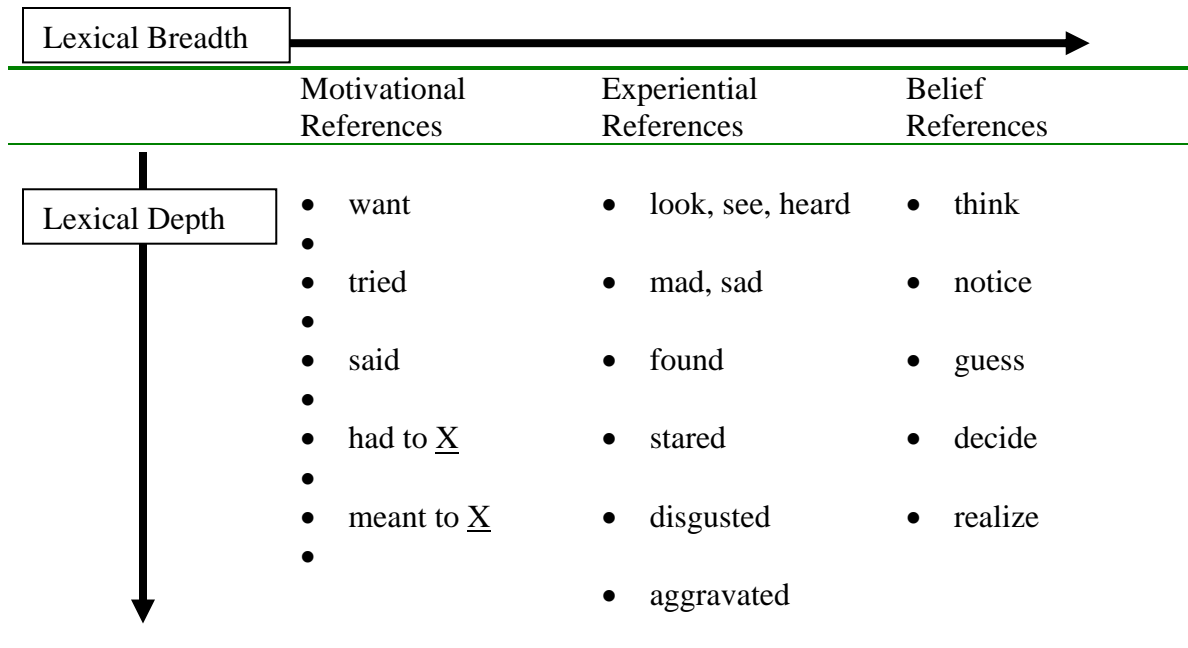 Lexical Breadth
Motivational References Experiential References Belief References
Lexical Depth
• want • look, see, heard • think
•
• tried • mad, sad • notice
•
• said • found • guess
•
• had to X • stared • decide
•
• meant to X • disgusted • realize
•
• aggravated